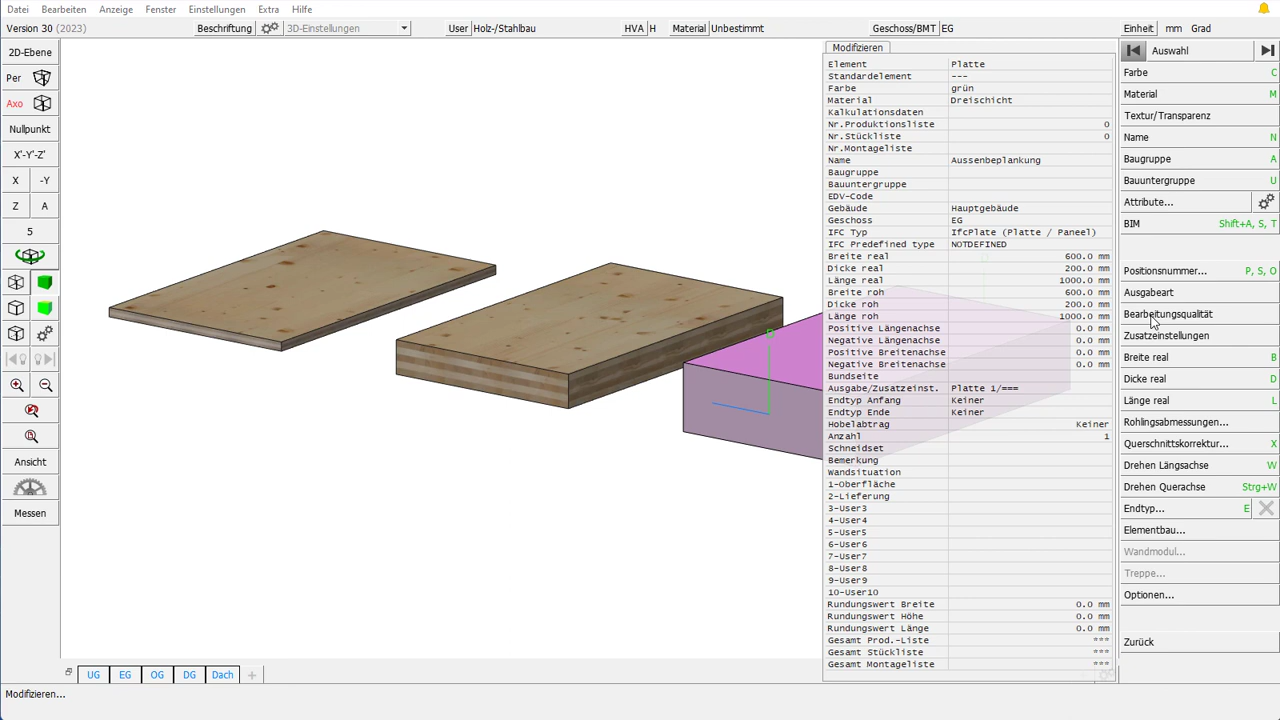 Datei Bearbeiten Anzeige Fenster Einstellungen Extra Hilfe
Version 30 (2023) Beschriftung 3D-Einstellungen User Holz-/Stahlbau HVA H Material Unbestimmt Geschoss/BMT EG Einheit mm Grad
2D-Ebene
Per
Axo
Nullpunkt
X'-Y'-Z'
X -Y
Z A
5
Ansicht
Messen
Modifizieren
Element Platte
Standardelement ---
Farbe grün
Material Dreischicht
Kalkulationsdaten
Nr.Produktionsliste 0
Nr.Stückliste 0
Nr.Montageliste
Name Aussenbeplankung
Baugruppe
Bauuntergruppe
EDV-Code
Gebäude Hauptgebäude
Geschoss EG
IFC Typ IfcPlate (Platte / Paneel)
IFC Predefined type NOTDEFINED
Breite real 600.0 mm
Dicke real 200.0 mm
Länge real 1000.0 mm
Breite roh 600.0 mm
Dicke roh 200.0 mm
Länge roh 1000.0 mm
Positive Längenachse 0.0 mm
Negative Längenachse 0.0 mm
Positive Breitenachse 0.0 mm
Negative Breitenachse 0.0 mm
Bundseite
Ausgabe/Zusatzeinst. Platte 1/===
Endtyp Anfang Keiner
Endtyp Ende Keiner
Hobelabtrag Keiner
Anzahl 1
Schneidset
Bemerkung
Wandsituation
1-Oberfläche
2-Lieferung
3-User3
4-User4
5-User5
6-User6
7-User7
8-User8
9-User9
10-User10
Rundungswert Breite 0.0 mm
Rundungswert Höhe 0.0 mm
Rundungswert Länge 0.0 mm
Gesamt Prod.-Liste ***
Gesamt Stückliste ***
Gesamt Montageliste ***
Auswahl
Farbe C
Material M
Textur/Transparenz
Name N
Baugruppe A
Bauuntergruppe U
Attribute...
BIM Shift+A, S, T
Positionsnummer... P, S, O
Ausgabeart
Bearbeitungsqualität
Zusatzeinstellungen
Breite real B
Dicke real D
Länge real L
Rohlingsabmessungen...
Querschnittskorrektur... X
Drehen Längsachse W
Drehen Querachse Strg+W
Endtyp... E
Elementbau...
Wandmodul...
Treppe...
Optionen...
Zurück
UG EG OG DG Dach +
Modifizieren...